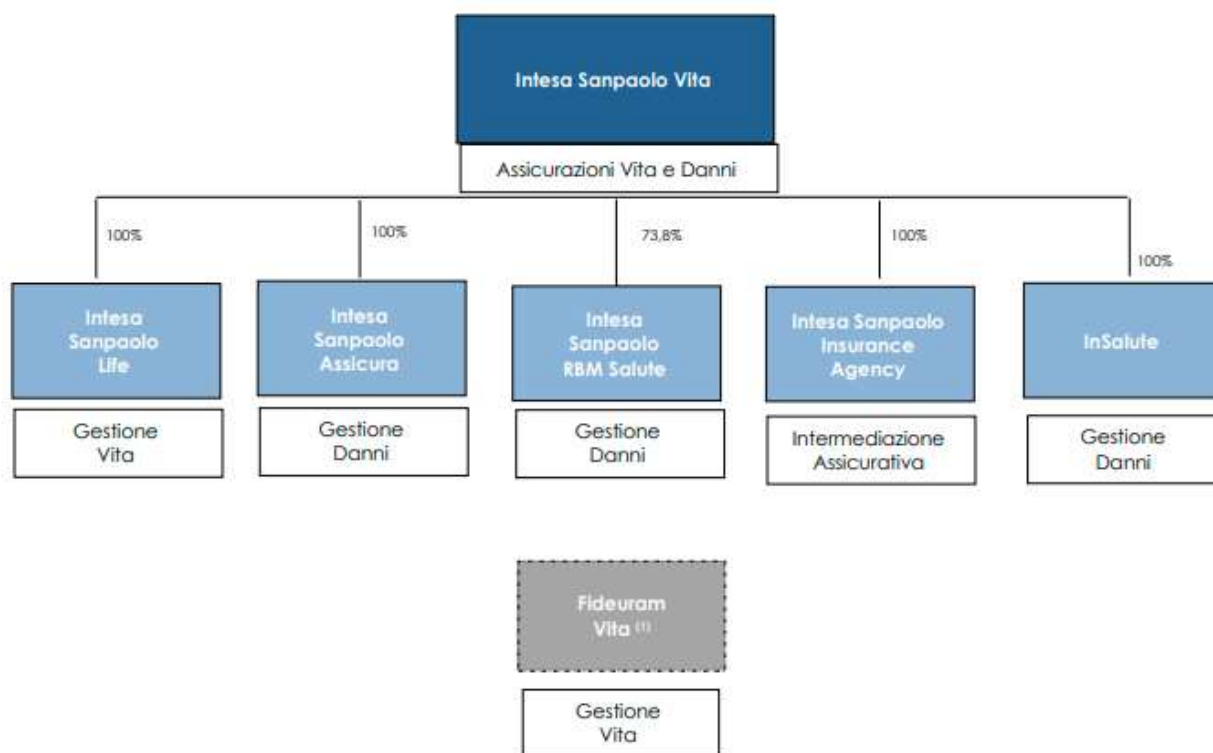 Intesa Sanpaolo Vita
Assicurazioni Vita e Danni
100%
100%
73,8%
100%
100%
Intesa
Sanpaolo
Life
Intesa
Sanpaolo
Assicura
Intesa
Sanpaolo
RBM Salute
Intesa Sanpaolo
Insurance
Agency
InSalute
Gestione
Vita
Gestione
Danni
Gestione
Danni
Intermediazione
Assicurativa
Gestione
Danni
Fideuram
Vita (1)
Gestione
Vita